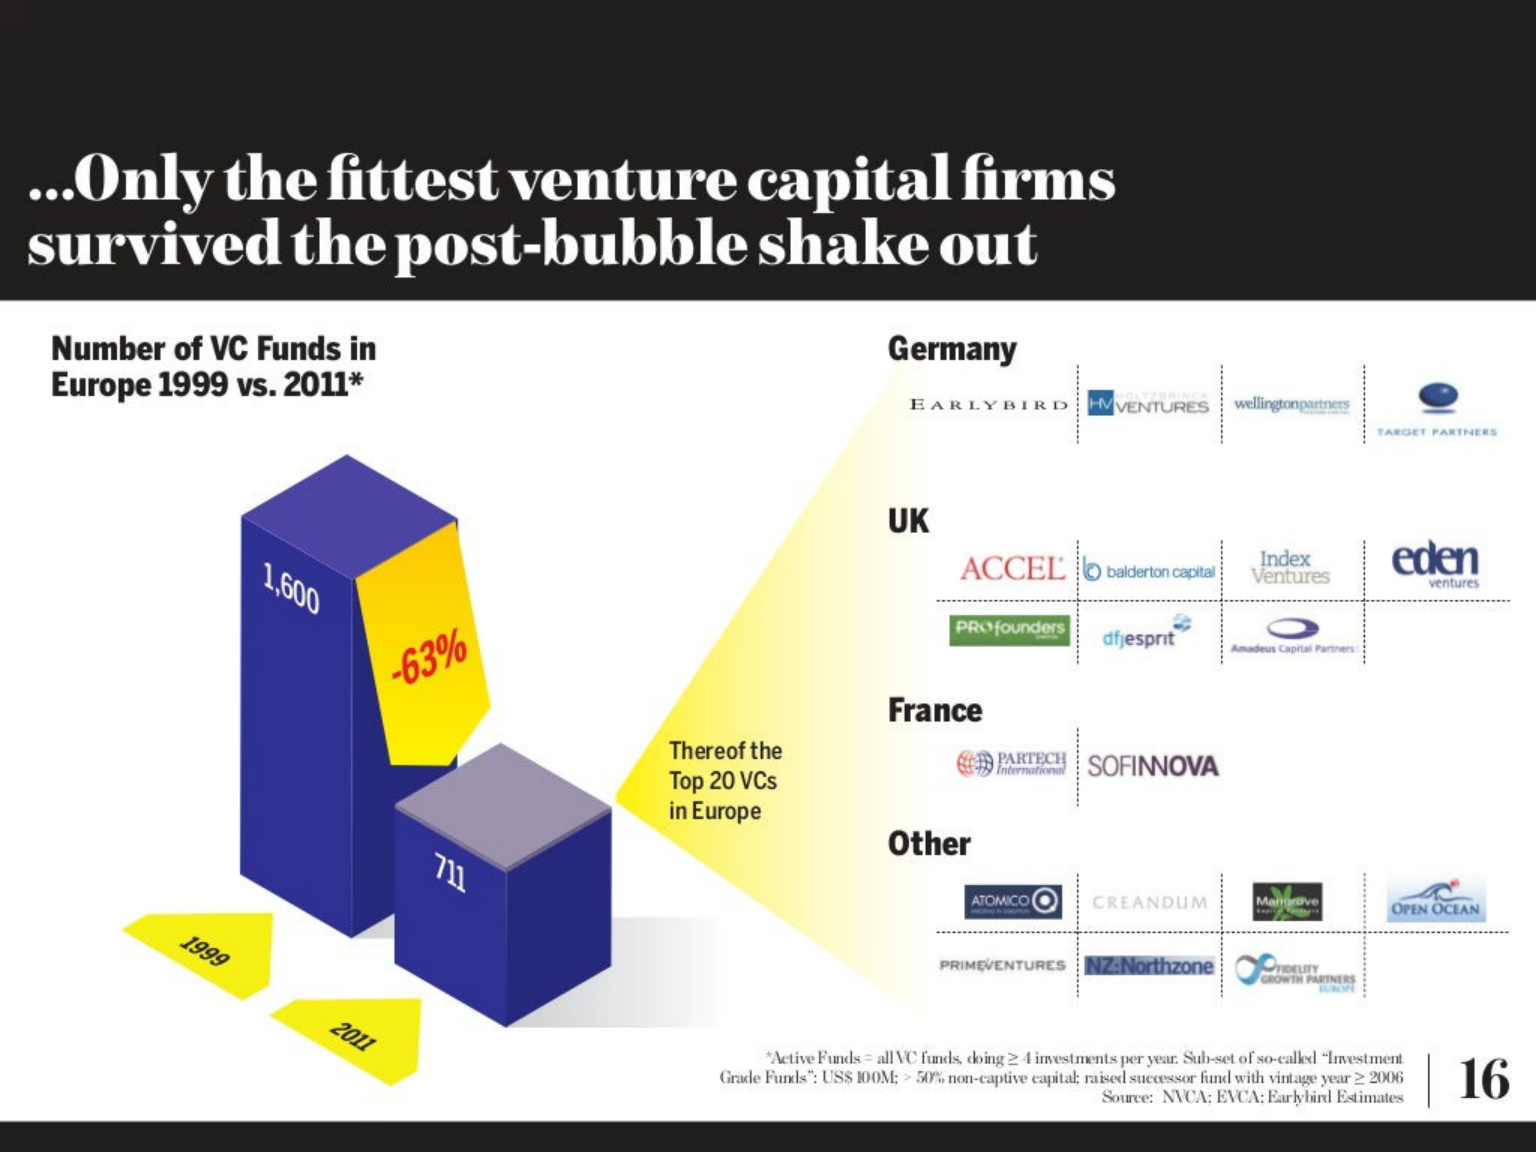 ...Only the fittest venture capital firms
survived the post-bubble shake out
Number of VC Funds in
Europe 1999 vs. 2011*
1,600
-63%
711
1999
2011
Thereof the
Top 20 VCs
in Europe
Germany
EARLYBIRD
HV HOLTZBRINCK
VENTURES
wellingtonpartners
TARGET PARTNERS
UK
ACCEL
balderton capital
Index
Ventures
eden
ventures
PROfounders
CAPITAL
dfjesprit
Amadeus Capital Partners
France
PARTECH
International
SOFINNOVA
Other
ATOMICO
CREANDUM
Mangrove
Capital Partners
OPEN OCEAN
PRIMEVENTURES
NZ:Northzone
FIDELITY
GROWTH PARTNERS
EUROPE
*Active Funds = all VC funds, doing ≥ 4 investments per year. Sub-set of so-called “Investment
Grade Funds”: US$ 100M; > 50% non-captive capital; raised successor fund with vintage year ≥ 2006
Source: NVCA; EVCA; Earlybird Estimates
16